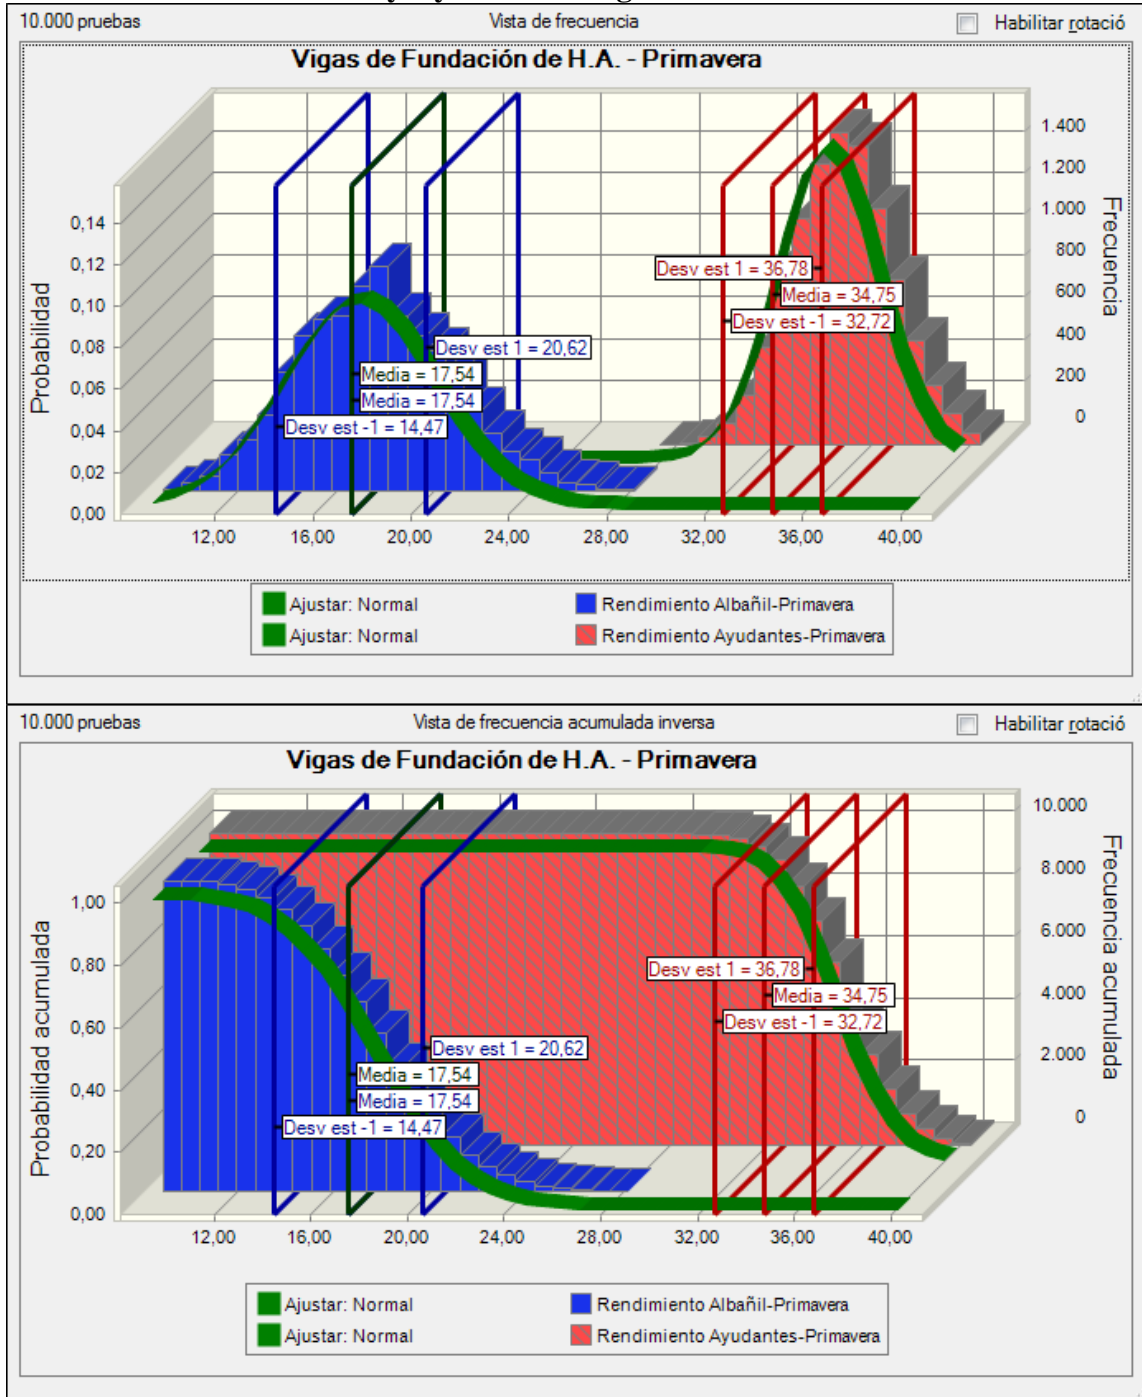 10.000 pruebas
Vista de frecuencia
Habilitar rotació
Vigas de Fundación de H.A. - Primavera
Probabilidad
0,14
0,12
0,10
0,08
0,06
0,04
0,02
0,00
1.400
1.200
1.000
800
600
400
200
0
Frecuencia
Desv est 1 = 36,78
Media = 34,75
Desv est -1 = 32,72
Desv est 1 = 20,62
Media = 17,54
Media = 17,54
Desv est -1 = 14,47
12,00 16,00 20,00 24,00 28,00 32,00 36,00 40,00
Ajustar: Normal
Rendimiento Albañil-Primavera
Ajustar: Normal
Rendimiento Ayudantes-Primavera
10.000 pruebas
Vista de frecuencia acumulada inversa
Habilitar rotació
Vigas de Fundación de H.A. - Primavera
Probabilidad acumulada
1,00
0,80
0,60
0,40
0,20
0,00
10.000
8.000
6.000
4.000
2.000
0
Frecuencia acumulada
Desv est 1 = 36,78
Media = 34,75
Desv est -1 = 32,72
Desv est 1 = 20,62
Media = 17,54
Media = 17,54
Desv est -1 = 14,47
12,00 16,00 20,00 24,00 28,00 32,00 36,00 40,00
Ajustar: Normal
Rendimiento Albañil-Primavera
Ajustar: Normal
Rendimiento Ayudantes-Primavera